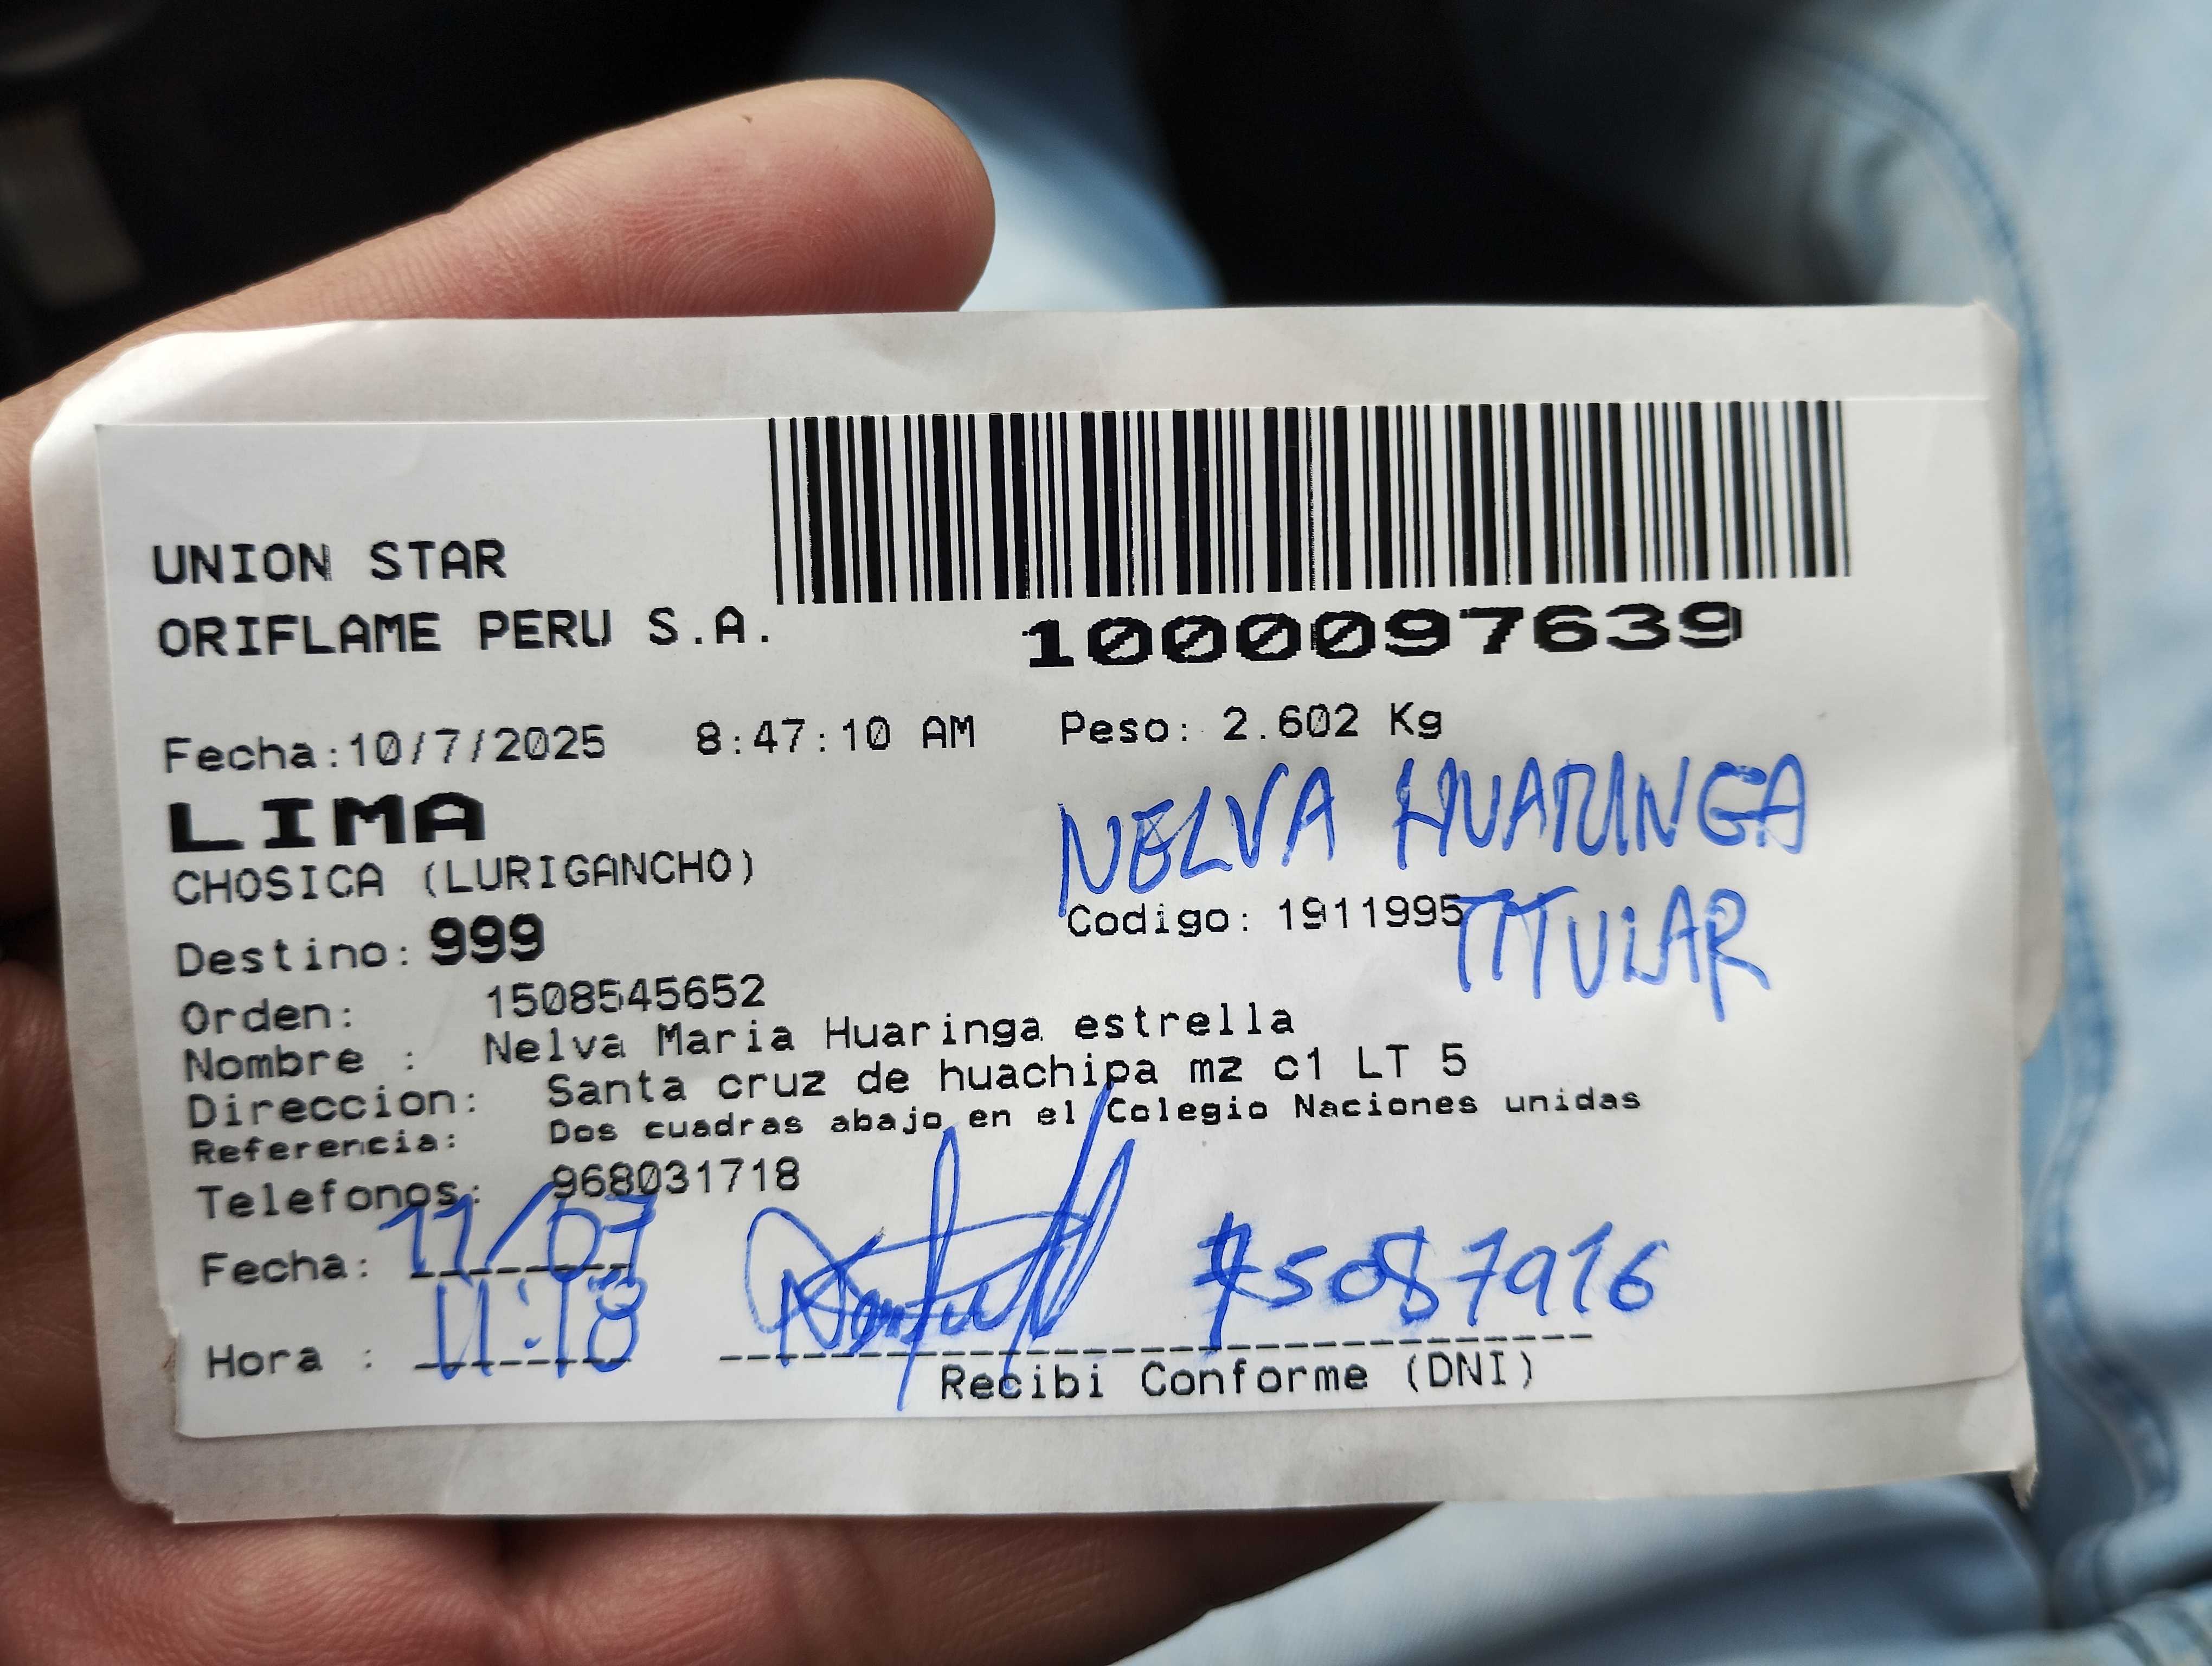 UNION STAR
ORIFLAME PERU S.A.
1000097639
Fecha:10/7/2025 8:47:10 AM Peso: 2.602 Kg
LIMA
NELVA HUARINGA
CHOSICA (LURIGANCHO)
Codigo: 1911995 TITULAR
Destino: 999
Orden: 1508545652
Nombre : Nelva Maria Huaringa estrella
Direccion: Santa cruz de huachipa mz c1 LT 5
Referencia: Dos cuadras abajo en el Colegio Naciones unidas
Telefonos: 968031718
Fecha: 11/07
75087916
Hora : 11:18
Recibi Conforme (DNI)